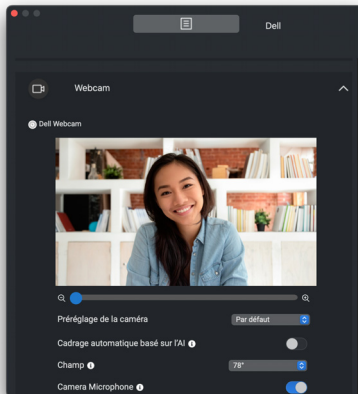 Dell
Webcam
Dell Webcam
Préréglage de la caméra
Par défaut
Cadrage automatique basé sur l'AI
Champ
78°
Camera Microphone